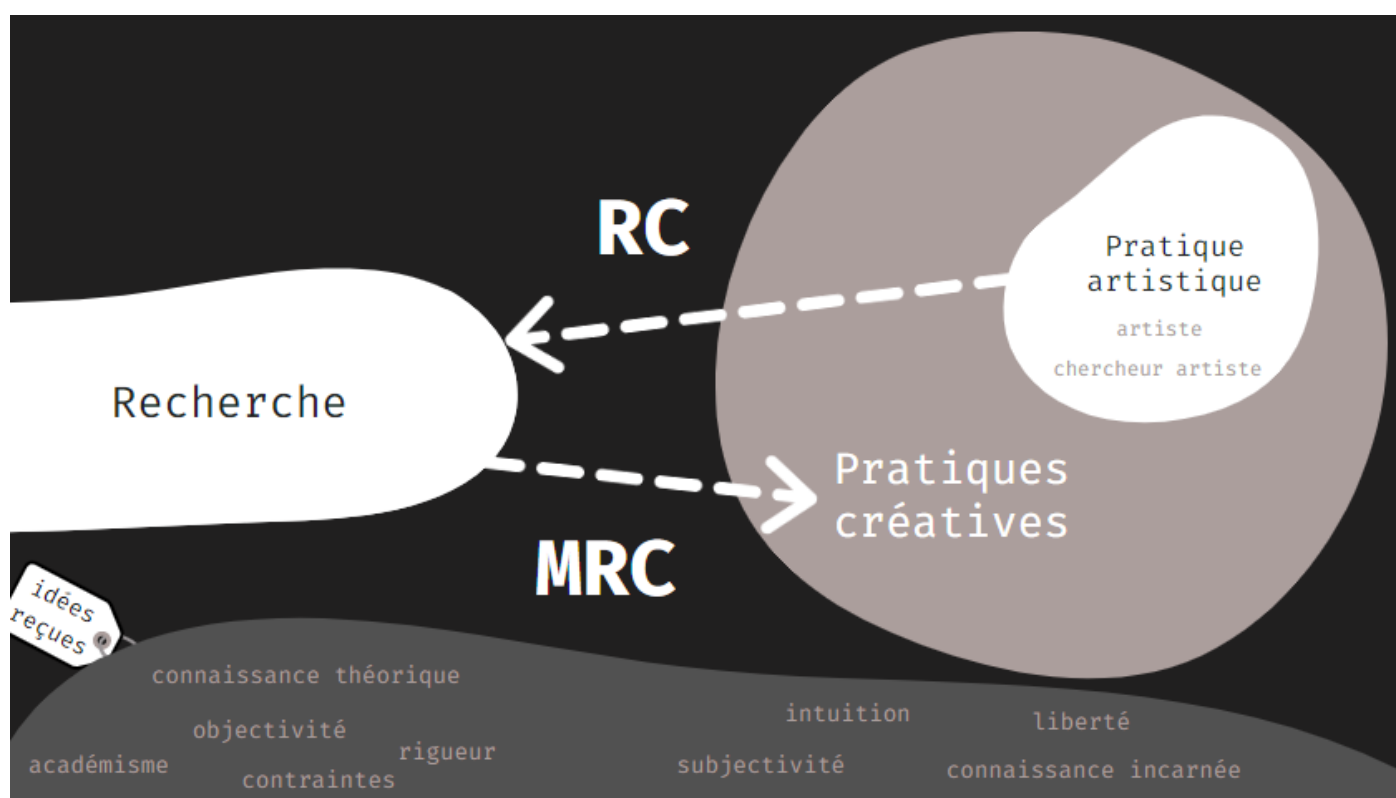 RC
Pratique
artistique
artiste
chercheur artiste
Recherche
Pratiques
créatives
MRC
idées
reçues
connaissance théorique
objectivité
rigueur
académisme
contraintes
intuition
liberté
subjectivité
connaissance incarnée